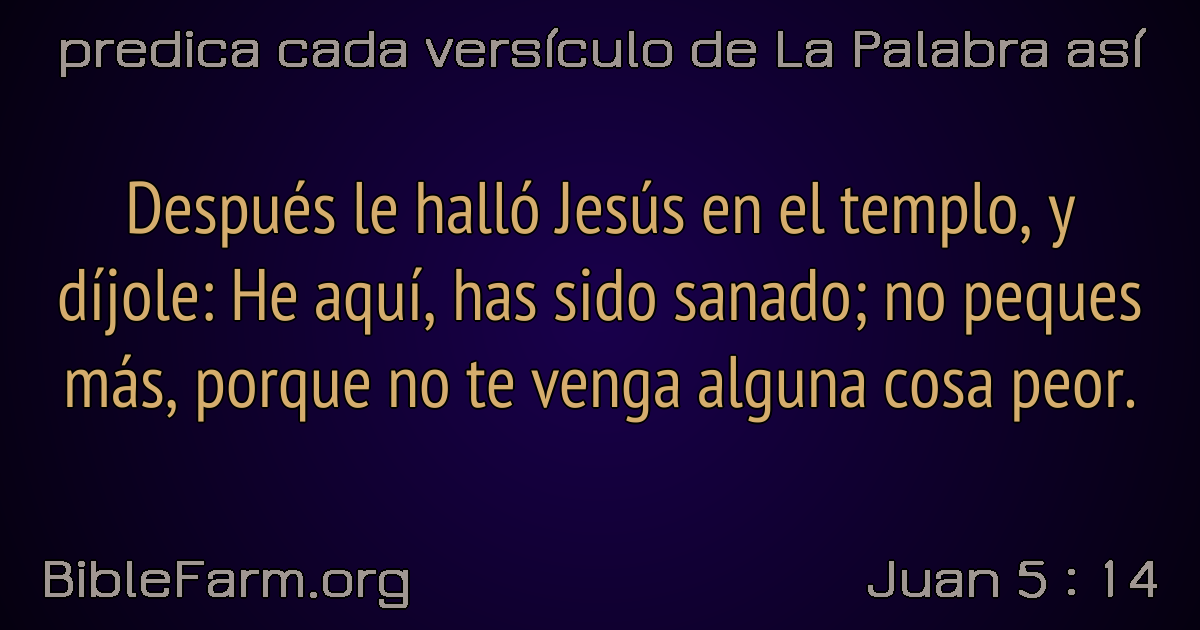 predica cada versículo de La Palabra así
Después le halló Jesús en el templo, y
díjole: He aquí, has sido sanado; no peques
más, porque no te venga alguna cosa peor.
BibleFarm.org
Juan 5 : 14